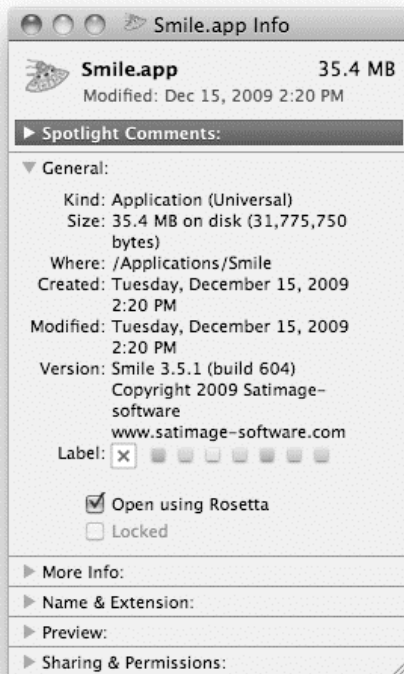 Smile.app Info
Smile.app 35.4 MB
Modified: Dec 15, 2009 2:20 PM
Spotlight Comments:
General:
Kind: Application (Universal)
Size: 35.4 MB on disk (31,775,750
bytes)
Where: /Applications/Smile
Created: Tuesday, December 15, 2009
2:20 PM
Modified: Tuesday, December 15, 2009
2:20 PM
Version: Smile 3.5.1 (build 604)
Copyright 2009 Satimage-
software
www.satimage-software.com
Label:
Open using Rosetta
Locked
More Info:
Name & Extension:
Preview:
Sharing & Permissions: